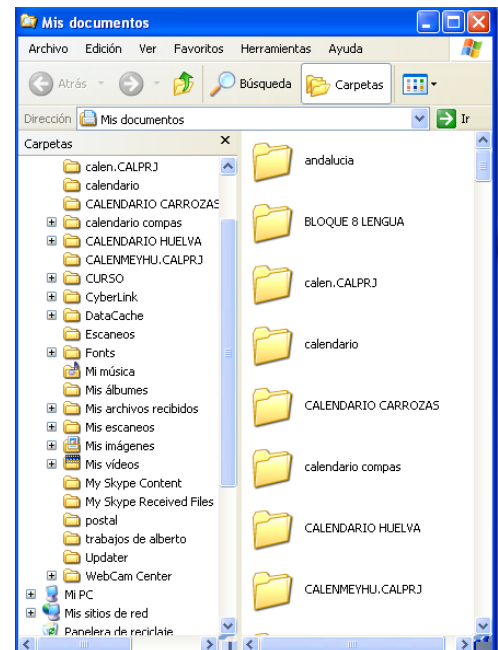 Mis documentos
Archivo Edición Ver Favoritos Herramientas Ayuda
Atrás Búsqueda Carpetas
Dirección Mis documentos Ir
Carpetas
calen.CALPRJ
calendario
CALENDARIO CARROZAS
calendario compas
CALENDARIO HUELVA
CALENMEYHU.CALPRJ
CURSO
CyberLink
DataCache
Escaneos
Fonts
Mi música
Mis álbumes
Mis archivos recibidos
Mis escaneos
Mis imágenes
Mis vídeos
My Skype Content
My Skype Received Files
postal
trabajos de alberto
Updater
WebCam Center
Mi PC
Mis sitios de red
Panelera de reciclaje
andalucia
BLOQUE 8 LENGUA
calen.CALPRJ
calendario
CALENDARIO CARROZAS
calendario compas
CALENDARIO HUELVA
CALENMEYHU.CALPRJ